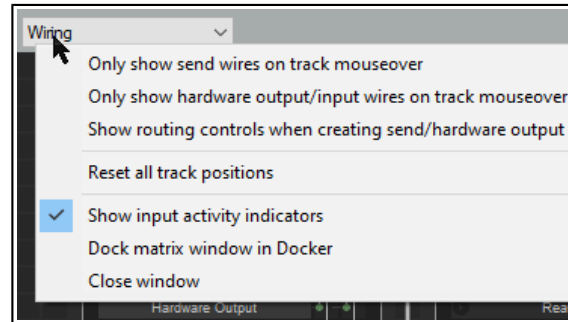 Wiring
Only show send wires on track mouseover
Only show hardware output/input wires on track mouseover
Show routing controls when creating send/hardware output
Reset all track positions
Show input activity indicators
Dock matrix window in Docker
Close window
Hardware Output
Rea